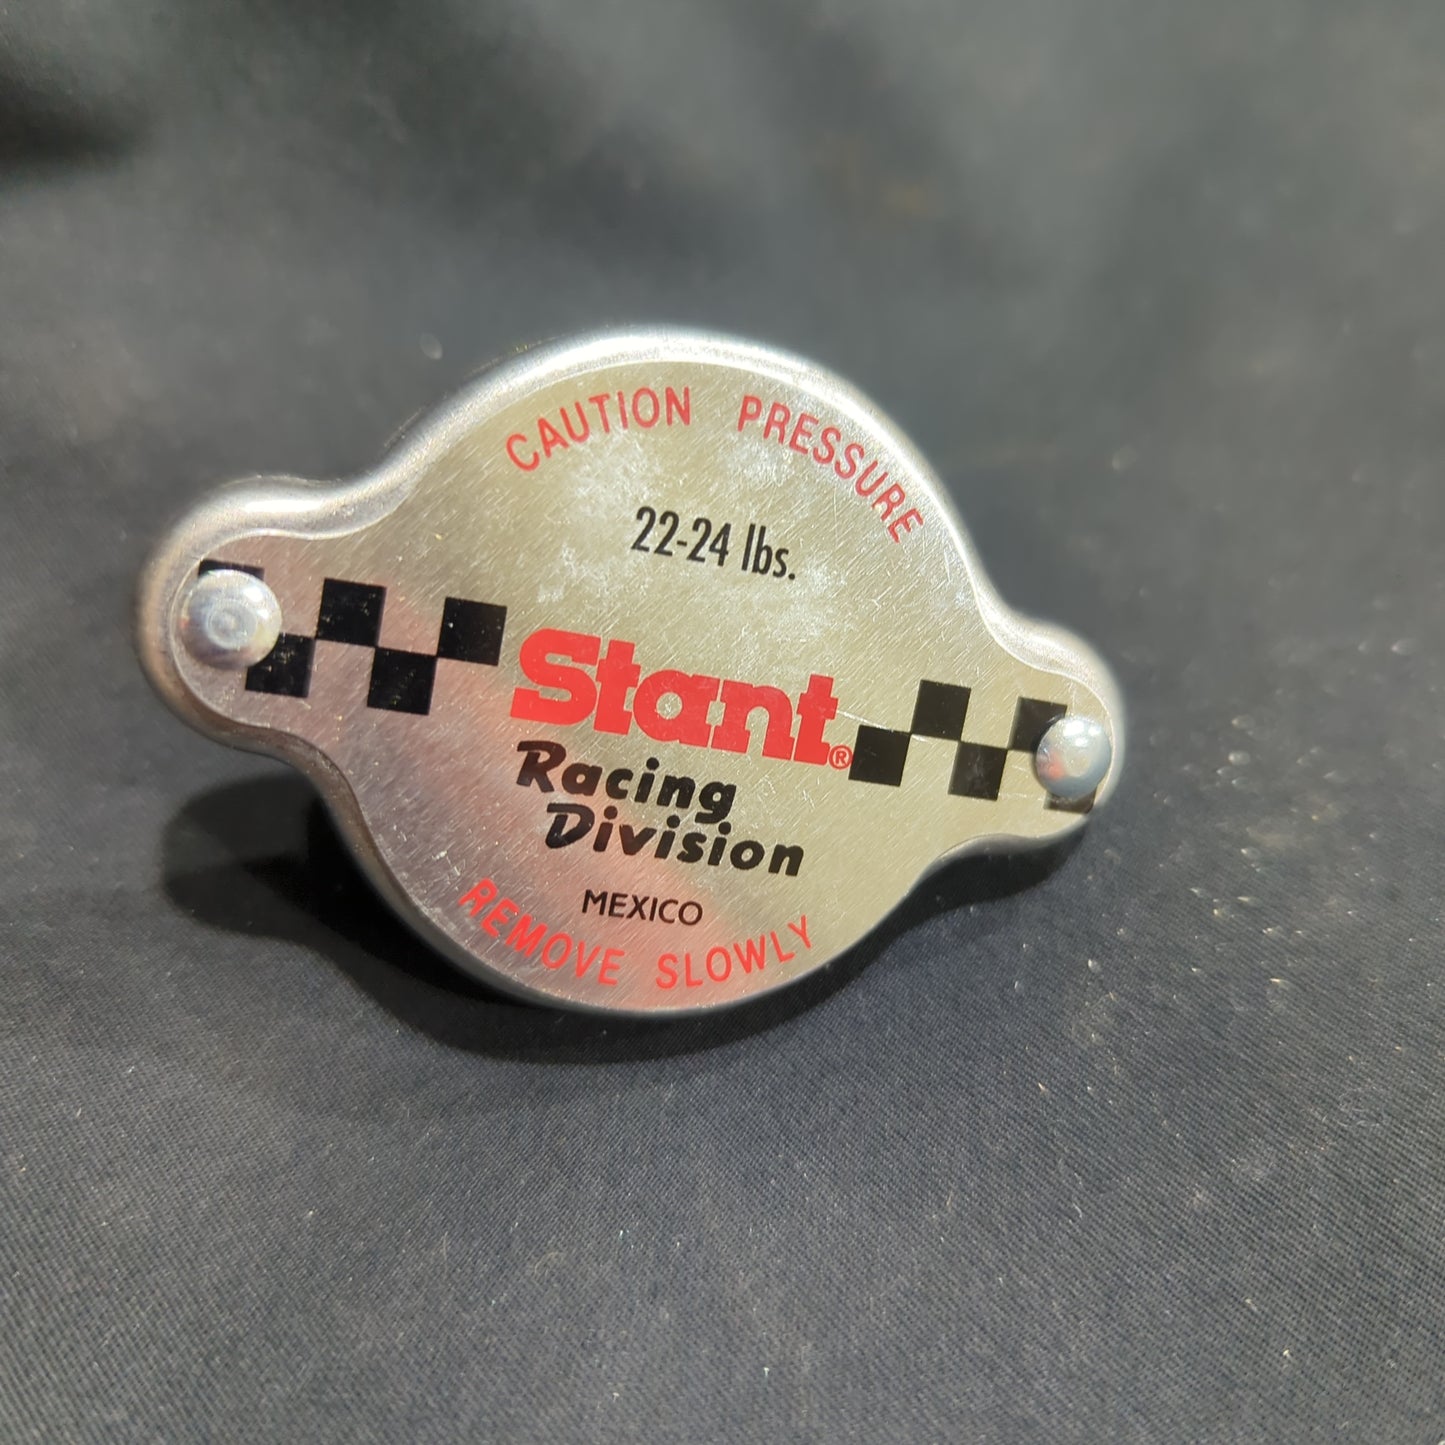 CAUTION PRESSURE
22-24 lbs.
Stant®
Racing
Division
MEXICO
REMOVE SLOWLY